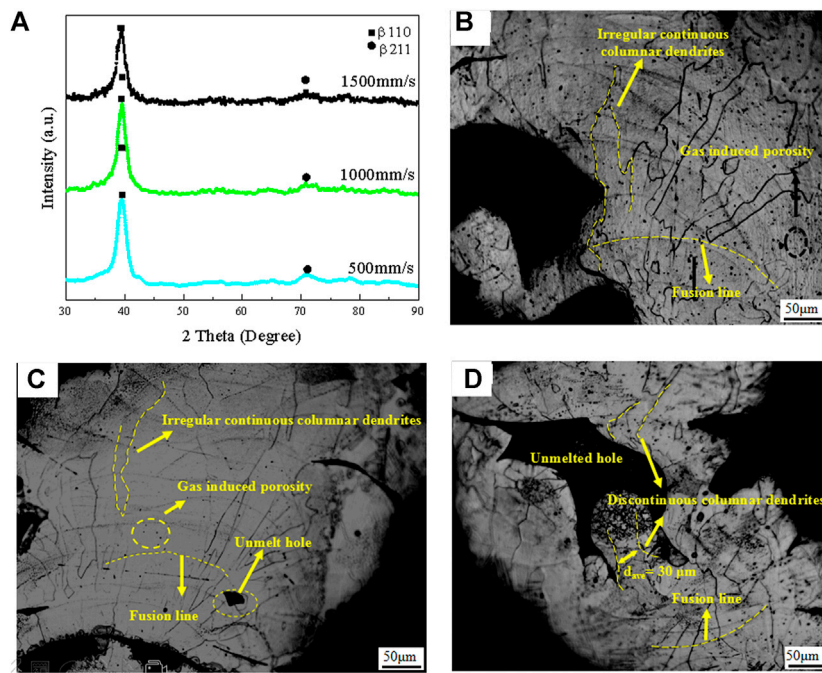 A
■ β 110
● β 211
1500mm/s
1000mm/s
500mm/s
Intensity (a.u.)
30 40 50 60 70 80 90
2 Theta (Degree)
B
Irregular continuous
columnar dendrites
Gas induced porosity
Fusion line
50μm
C
Irregular continuous columnar dendrites
Gas induced porosity
Unmelt hole
Fusion line
50μm
D
Unmelted hole
Discontinuous columnar dendrites
dave= 30 μm
Fusion line
50μm